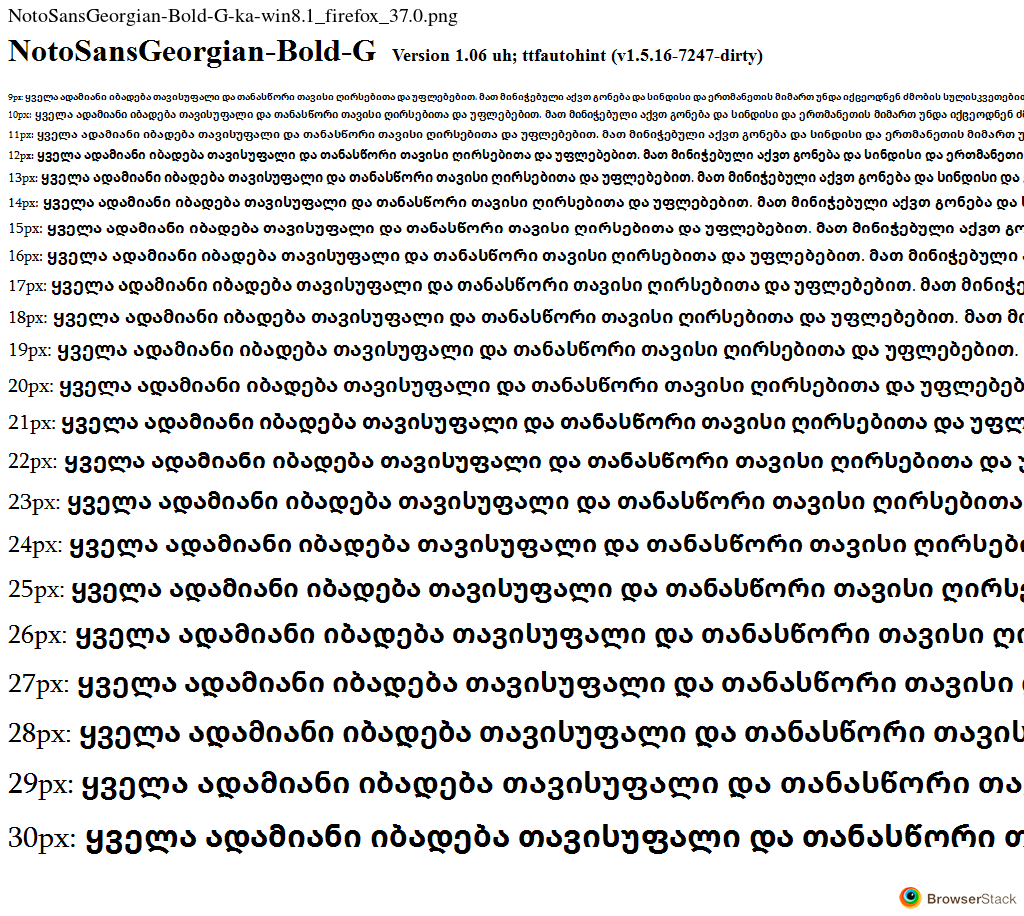 NotoSansGeorgian-Bold-G-ka-win8.1_firefox_37.0.png
NotoSansGeorgian-Bold-G Version 1.06 uh; ttfautohint (v1.5.16-7247-dirty)
9px: ყველა ადამიანი იბადება თავისუფალი და თანასწორი თავისი ღირსებითა და უფლებებით. მათ მინიჭებული აქვთ გონება და სინდისი და ერთმანეთის მიმართ უნდა იქცეოდნენ ძმობის სულისკვეთებით
10px: ყველა ადამიანი იბადება თავისუფალი და თანასწორი თავისი ღირსებითა და უფლებებით. მათ მინიჭებული აქვთ გონება და სინდისი და ერთმანეთის მიმართ უნდა იქცეოდნენ
11px: ყველა ადამიანი იბადება თავისუფალი და თანასწორი თავისი ღირსებითა და უფლებებით. მათ მინიჭებული აქვთ გონება და სინდისი და ერთმანეთის მიმართ
12px: ყველა ადამიანი იბადება თავისუფალი და თანასწორი თავისი ღირსებითა და უფლებებით. მათ მინიჭებული აქვთ გონება და სინდისი და ერთმანეთი
13px: ყველა ადამიანი იბადება თავისუფალი და თანასწორი თავისი ღირსებითა და უფლებებით. მათ მინიჭებული აქვთ გონება და სინდისი და
14px: ყველა ადამიანი იბადება თავისუფალი და თანასწორი თავისი ღირსებითა და უფლებებით. მათ მინიჭებული აქვთ გონება და
15px: ყველა ადამიანი იბადება თავისუფალი და თანასწორი თავისი ღირსებითა და უფლებებით. მათ მინიჭებული აქვთ გო
16px: ყველა ადამიანი იბადება თავისუფალი და თანასწორი თავისი ღირსებითა და უფლებებით. მათ მინიჭებული
17px: ყველა ადამიანი იბადება თავისუფალი და თანასწორი თავისი ღირსებითა და უფლებებით. მათ მინიჭე
18px: ყველა ადამიანი იბადება თავისუფალი და თანასწორი თავისი ღირსებითა და უფლებებით. მათ მი
19px: ყველა ადამიანი იბადება თავისუფალი და თანასწორი თავისი ღირსებითა და უფლებებით.
20px: ყველა ადამიანი იბადება თავისუფალი და თანასწორი თავისი ღირსებითა და უფლებებ
21px: ყველა ადამიანი იბადება თავისუფალი და თანასწორი თავისი ღირსებითა და უფლ
22px: ყველა ადამიანი იბადება თავისუფალი და თანასწორი თავისი ღირსებითა და
23px: ყველა ადამიანი იბადება თავისუფალი და თანასწორი თავისი ღირსებითა
24px: ყველა ადამიანი იბადება თავისუფალი და თანასწორი თავისი ღირსები
25px: ყველა ადამიანი იბადება თავისუფალი და თანასწორი თავისი ღირსე
26px: ყველა ადამიანი იბადება თავისუფალი და თანასწორი თავისი ღი
27px: ყველა ადამიანი იბადება თავისუფალი და თანასწორი თავისი
28px: ყველა ადამიანი იბადება თავისუფალი და თანასწორი თავის
29px: ყველა ადამიანი იბადება თავისუფალი და თანასწორი თა
30px: ყველა ადამიანი იბადება თავისუფალი და თანასწორი
BrowserStack